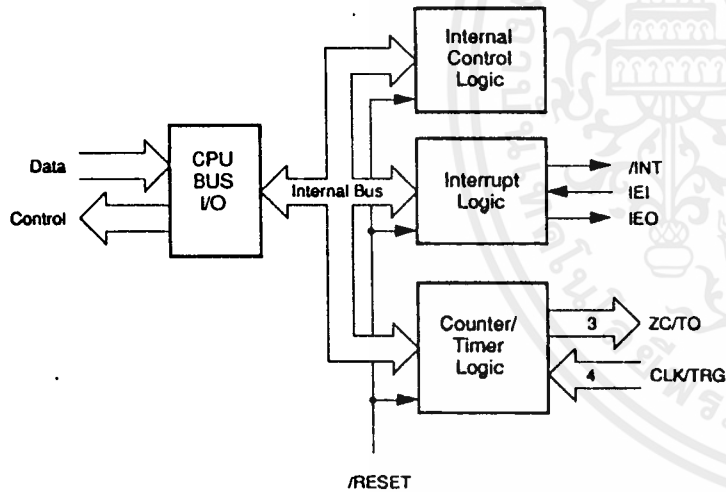 Internal
Control
Logic
Data
CPU
BUS
I/O
Control
Internal Bus
Interrupt
Logic
/INT
IEI
IEO
Counter/
Timer
Logic
3
ZC/TO
4
CLK/TRG
/RESET